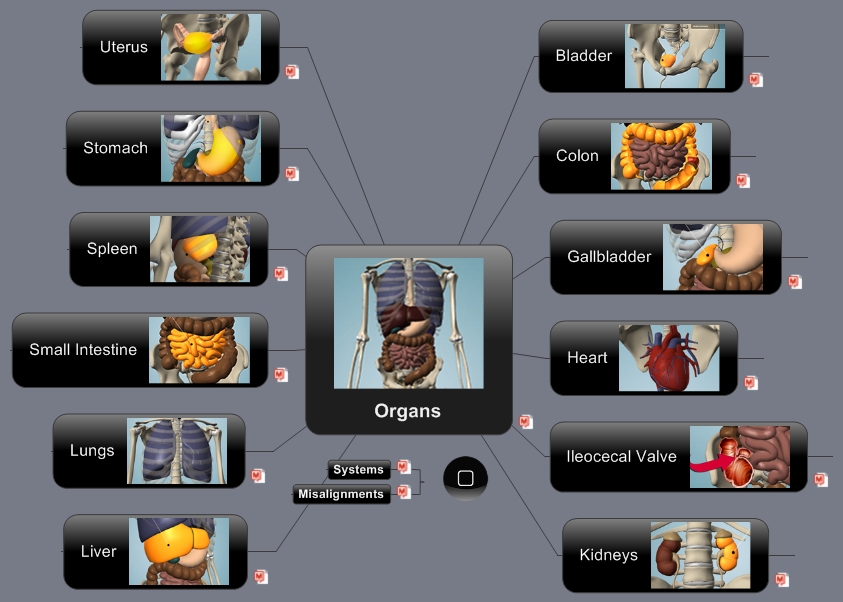 Uterus
Stomach
Spleen
Small Intestine
Lungs
Liver
Organs
Systems
Misalignments
Bladder
Colon
Gallbladder
Heart
Ileocecal Valve
Kidneys